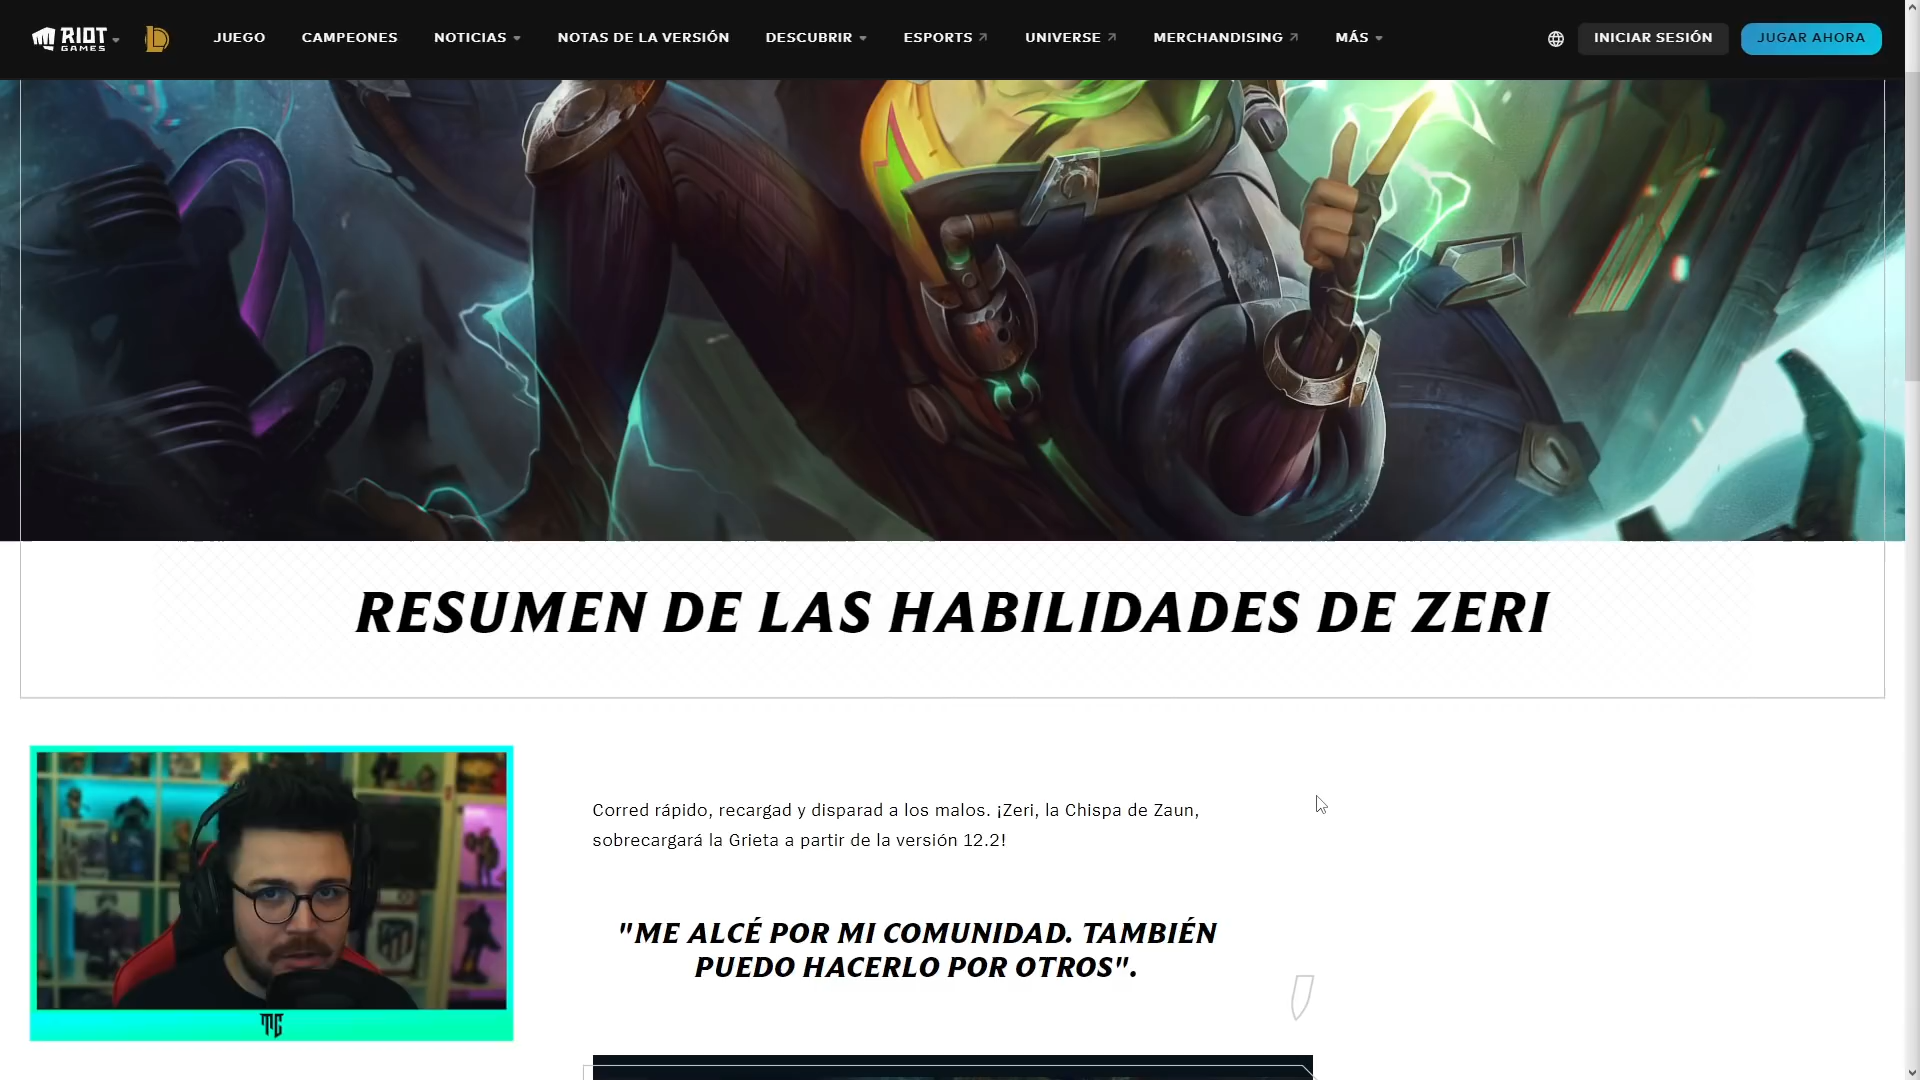 RIOT GAMES
JUEGO CAMPEONES NOTICIAS NOTAS DE LA VERSIÓN DESCUBRIR ESPORTS UNIVERSE MERCHANDISING MÁS INICIAR SESIÓN JUGAR AHORA
RESUMEN DE LAS HABILIDADES DE ZERI
Corred rápido, recargad y disparad a los malos. ¡Zeri, la Chispa de Zaun,
sobrecargará la Grieta a partir de la versión 12.2!
"ME ALCÉ POR MI COMUNIDAD. TAMBIÉN
PUEDO HACERLO POR OTROS".